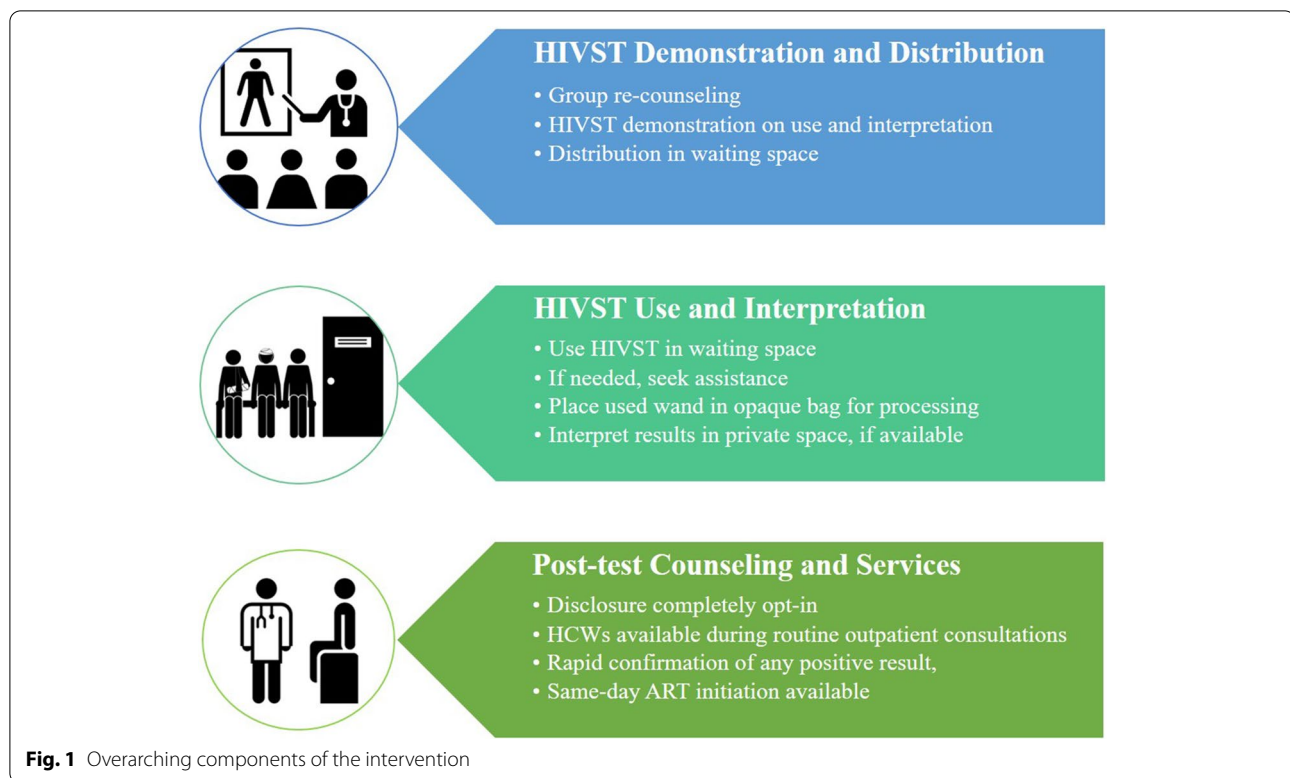 HIVST Demonstration and Distribution
• Group re-counseling
• HIVST demonstration on use and interpretation
• Distribution in waiting space
HIVST Use and Interpretation
• Use HIVST in waiting space
• If needed, seek assistance
• Place used wand in opaque bag for processing
• Interpret results in private space, if available
Post-test Counseling and Services
• Disclosure completely opt-in
• HCWs available during routine outpatient consultations
• Rapid confirmation of any positive result,
• Same-day ART initiation available
Fig. 1 Overarching components of the intervention